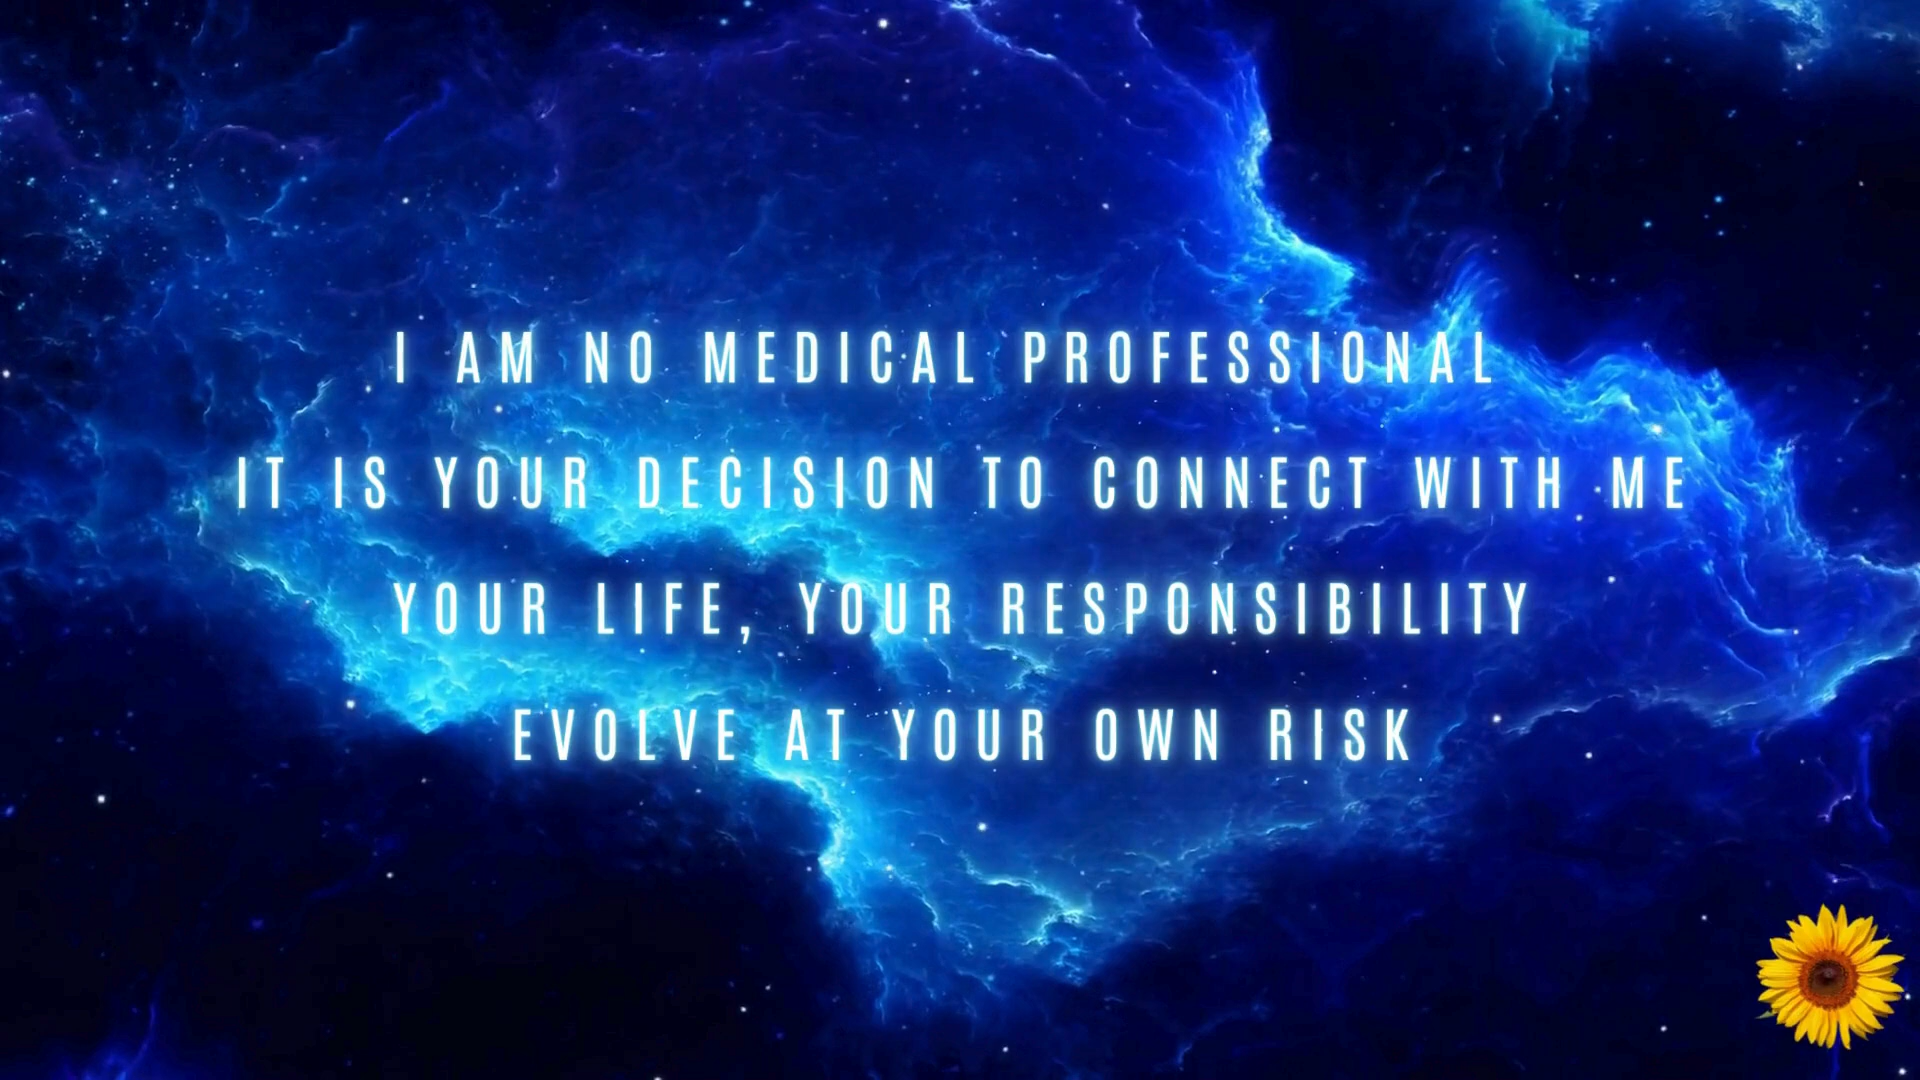 I AM NO MEDICAL PROFESSIONAL
IT IS YOUR DECISION TO CONNECT WITH ME
YOUR LIFE, YOUR RESPONSIBILITY
EVOLVE AT YOUR OWN RISK